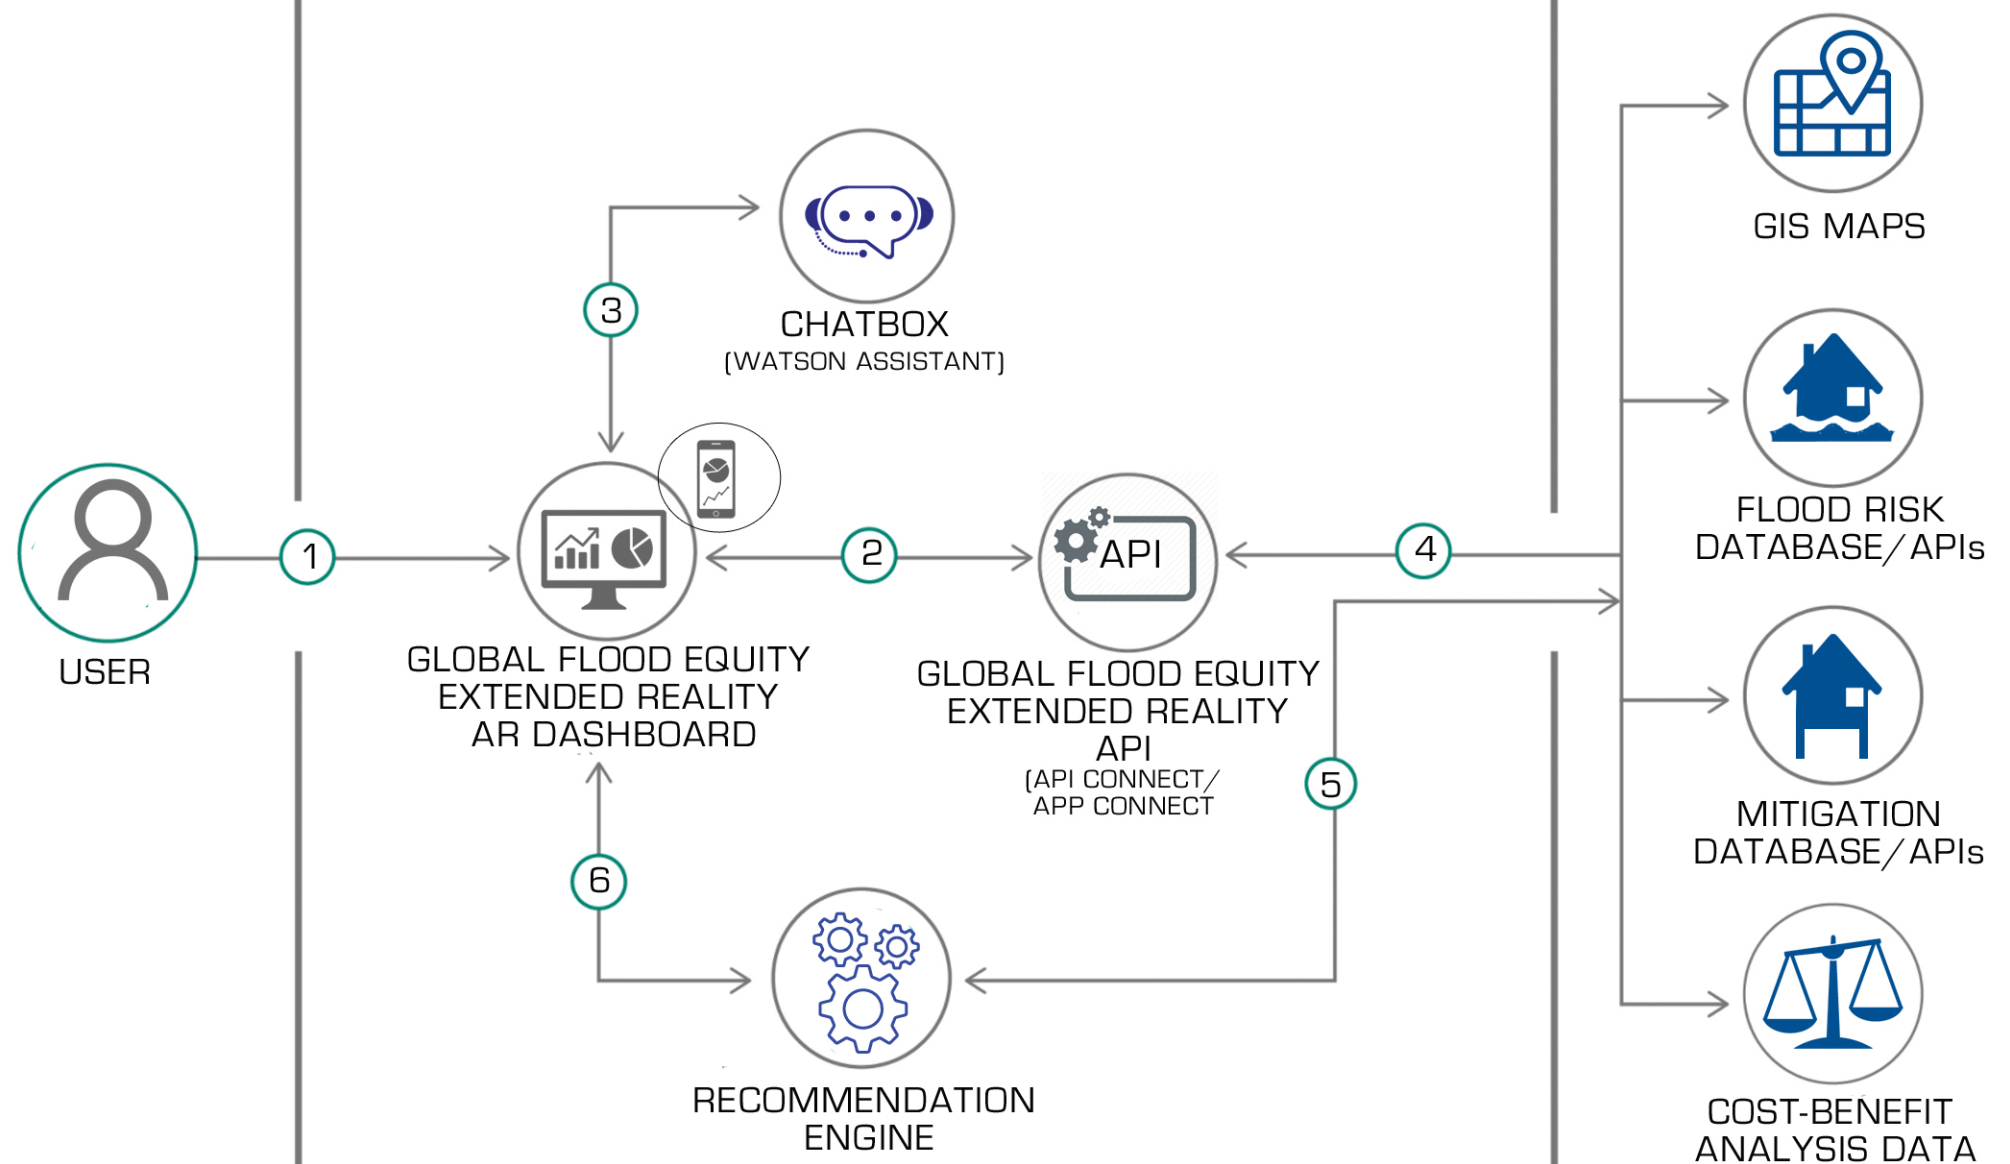 GIS MAPS
3
CHATBOX
(WATSON ASSISTANT)
FLOOD RISK
DATABASE/APIs
1
2
API
4
USER
GLOBAL FLOOD EQUITY
EXTENDED REALITY
AR DASHBOARD
GLOBAL FLOOD EQUITY
EXTENDED REALITY
API
(API CONNECT/
APP CONNECT
5
MITIGATION
DATABASE/APIs
6
RECOMMENDATION
ENGINE
COST-BENEFIT
ANALYSIS DATA